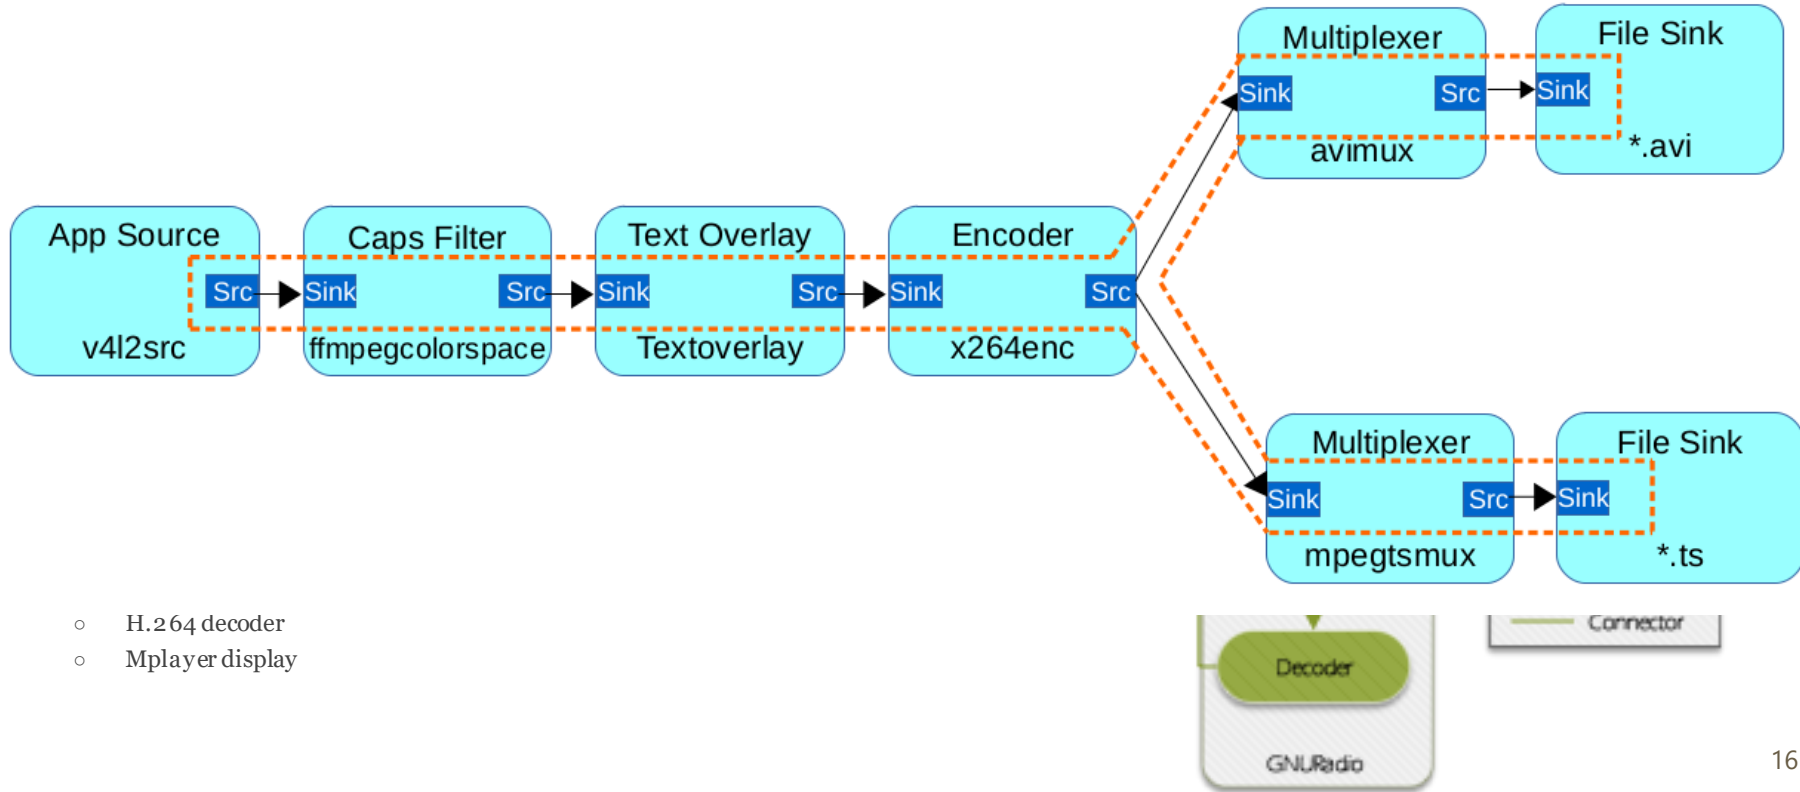 Multiplexer
Sink
Src
avimux
File Sink
Sink
*.avi
App Source
Src
v4l2src
Caps Filter
Sink
Src
ffmpegcolorspace
Text Overlay
Sink
Src
Textoverlay
Encoder
Sink
Src
x264enc
Multiplexer
Sink
Src
mpegtsmux
File Sink
Sink
*.ts
○ H.264 decoder
○ Mplayer display
Connector
Decoder
GNURadio
16